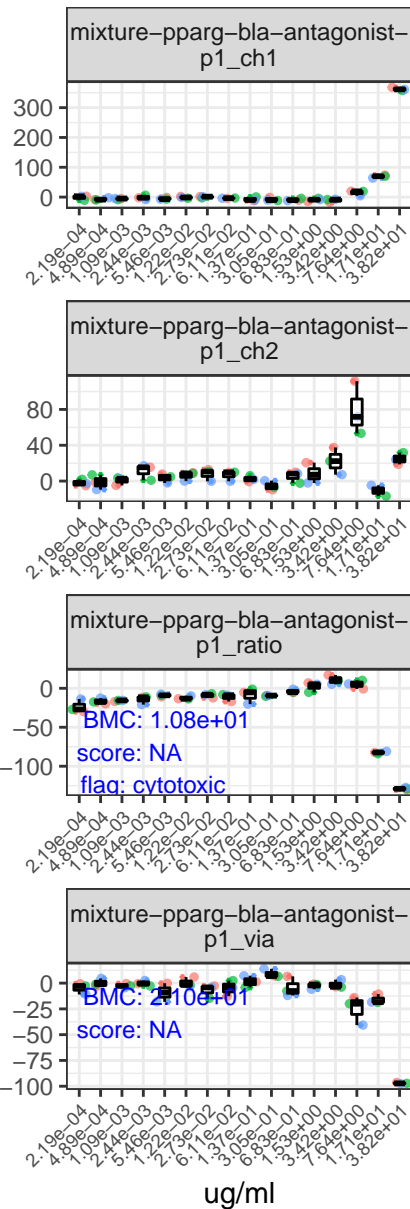 mixture−pparg−bla−antagonist−
p1_ch1
300
200
100
0
2.19e−04 4.89e−04 1.09e−03 2.44e−03 5.46e−03 1.22e−02 2.73e−02 6.11e−02 1.37e−01 3.05e−01 6.83e−01 1.53e+00 3.42e+00 7.64e+00 1.71e+01 3.82e+01
mixture−pparg−bla−antagonist−
p1_ch2
80
40
0
2.19e−04 4.89e−04 1.09e−03 2.44e−03 5.46e−03 1.22e−02 2.73e−02 6.11e−02 1.37e−01 3.05e−01 6.83e−01 1.53e+00 3.42e+00 7.64e+00 1.71e+01 3.82e+01
mixture−pparg−bla−antagonist−
p1_ratio
0
−50
−100
BMC: 1.08e+01
score: NA
flag: cytotoxic
2.19e−04 4.89e−04 1.09e−03 2.44e−03 5.46e−03 1.22e−02 2.73e−02 6.11e−02 1.37e−01 3.05e−01 6.83e−01 1.53e+00 3.42e+00 7.64e+00 1.71e+01 3.82e+01
mixture−pparg−bla−antagonist−
p1_via
0
−25
−50
−75
−100
BMC: 2.10e+01
score: NA
2.19e−04 4.89e−04 1.09e−03 2.44e−03 5.46e−03 1.22e−02 2.73e−02 6.11e−02 1.37e−01 3.05e−01 6.83e−01 1.53e+00 3.42e+00 7.64e+00 1.71e+01 3.82e+01
ug/ml